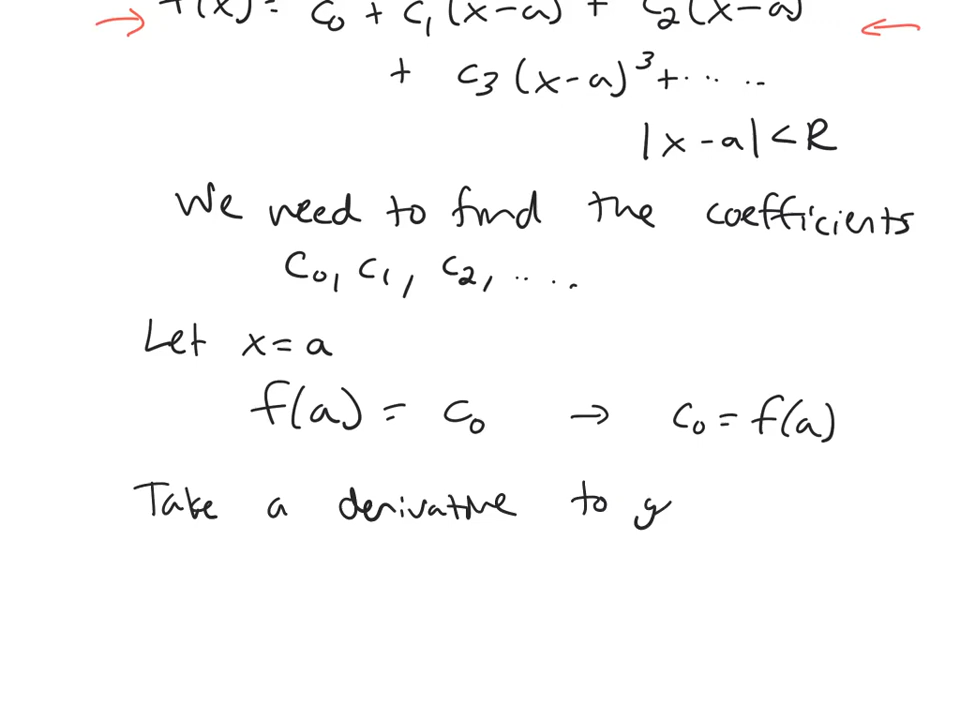 f(x) = c₀ + c₁(x-a) + c₂(x-a)
+ c₃(x-a)³ + .. ..
|x-a| < R
We need to find the coefficients
c₀, c₁, c₂, .. ..
Let x = a
f(a) = c₀ → c₀ = f(a)
Take a derivative to g